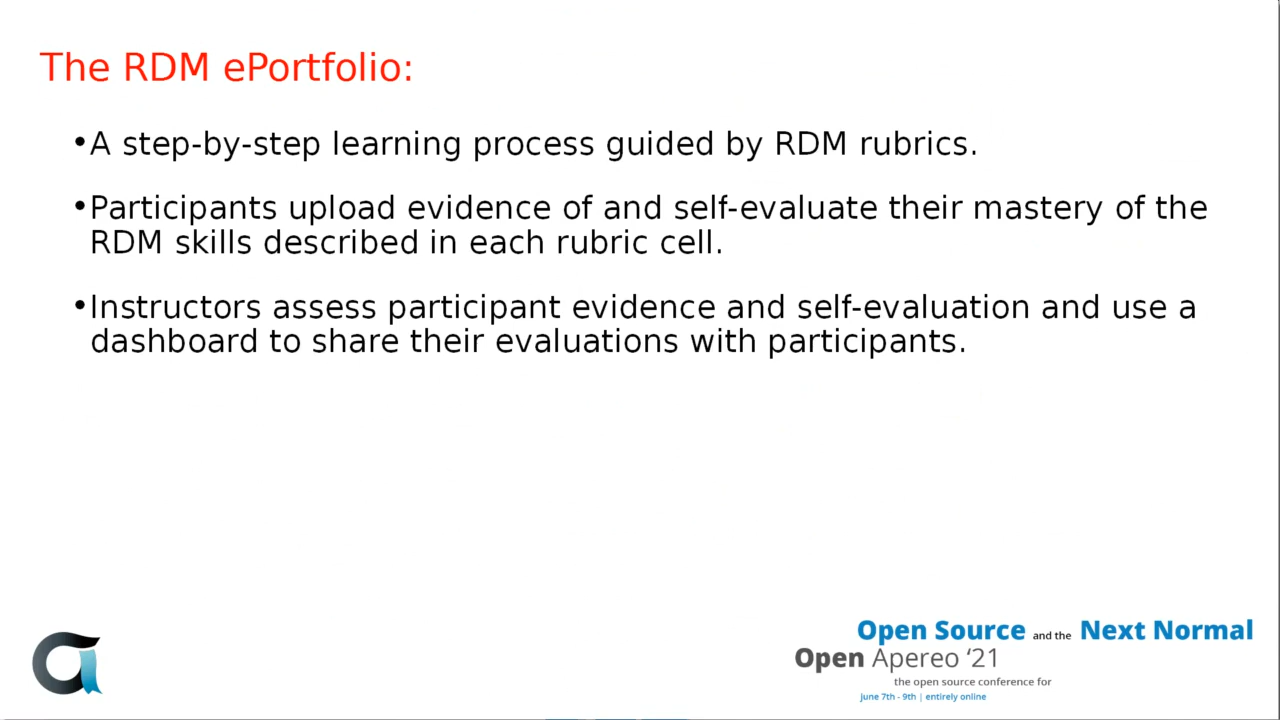 The RDM ePortfolio:
•A step-by-step learning process guided by RDM rubrics.
•Participants upload evidence of and self-evaluate their mastery of the
RDM skills described in each rubric cell.
•Instructors assess participant evidence and self-evaluation and use a
dashboard to share their evaluations with participants.
Open Source and the Next Normal
Open Apereo ‘21
the open source conference for
June 7th - 9th | entirely online